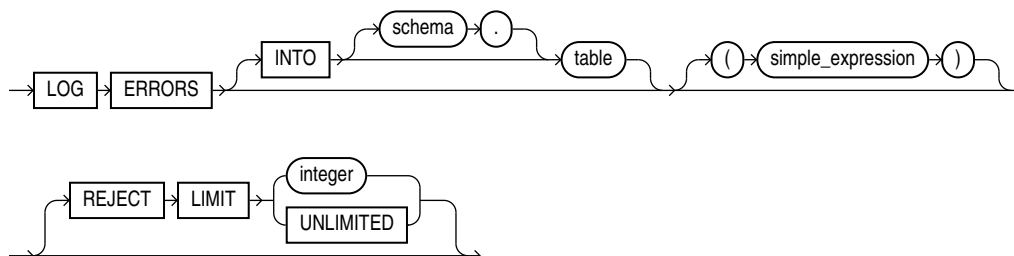 schema .
INTO table ( simple_expression )
LOG ERRORS
integer
REJECT LIMIT
UNLIMITED